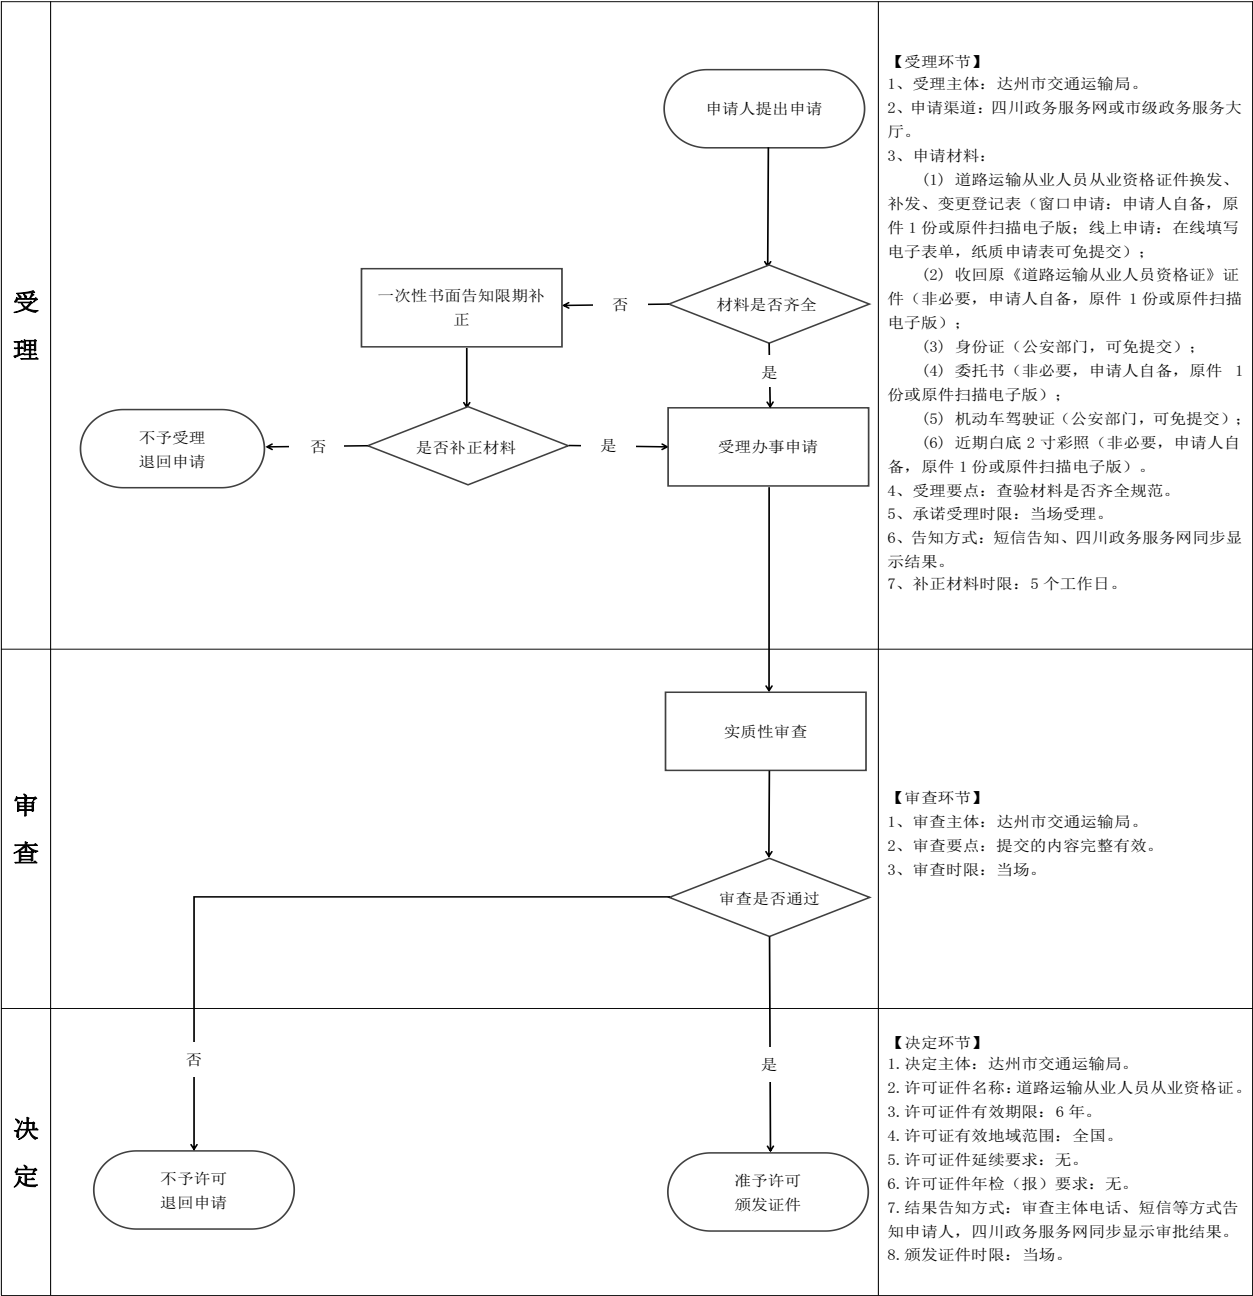 受
理
申请人提出申请
材料是否齐全
否
一次性书面告知限期补
正
是
是否补正材料
否
不予受理
退回申请
是
受理办事申请
【受理环节】
1、受理主体：达州市交通运输局。
2、申请渠道：四川政务服务网或市级政务服务大
厅。
3、申请材料：
(1) 道路运输从业人员从业资格证件换发、
补发、变更登记表（窗口申请：申请人自备，原
件 1 份或原件扫描电子版；线上申请：在线填写
电子表单，纸质申请表可免提交）；
(2) 收回原《道路运输从业人员资格证》证
件（非必要，申请人自备，原件 1 份或原件扫描
电子版）；
(3) 身份证（公安部门，可免提交）；
(4) 委托书（非必要，申请人自备，原件 1
份或原件扫描电子版）；
(5) 机动车驾驶证（公安部门，可免提交）；
(6) 近期白底 2 寸彩照（非必要，申请人自
备，原件 1 份或原件扫描电子版）。
4、受理要点：查验材料是否齐全规范。
5、承诺受理时限：当场受理。
6、告知方式：短信告知、四川政务服务网同步显
示结果。
7、补正材料时限：5 个工作日。
审
查
实质性审查
审查是否通过
【审查环节】
1、审查主体：达州市交通运输局。
2、审查要点：提交的内容完整有效。
3、审查时限：当场。
决
定
否
是
不予许可
退回申请
准予许可
颁发证件
【决定环节】
1.决定主体：达州市交通运输局。
2.许可证件名称：道路运输从业人员从业资格证。
3.许可证件有效期限：6 年。
4.许可证有效地域范围：全国。
5.许可证件延续要求：无。
6.许可证件年检（报）要求：无。
7.结果告知方式：审查主体电话、短信等方式告
知申请人，四川政务服务网同步显示审批结果。
8.颁发证件时限：当场。